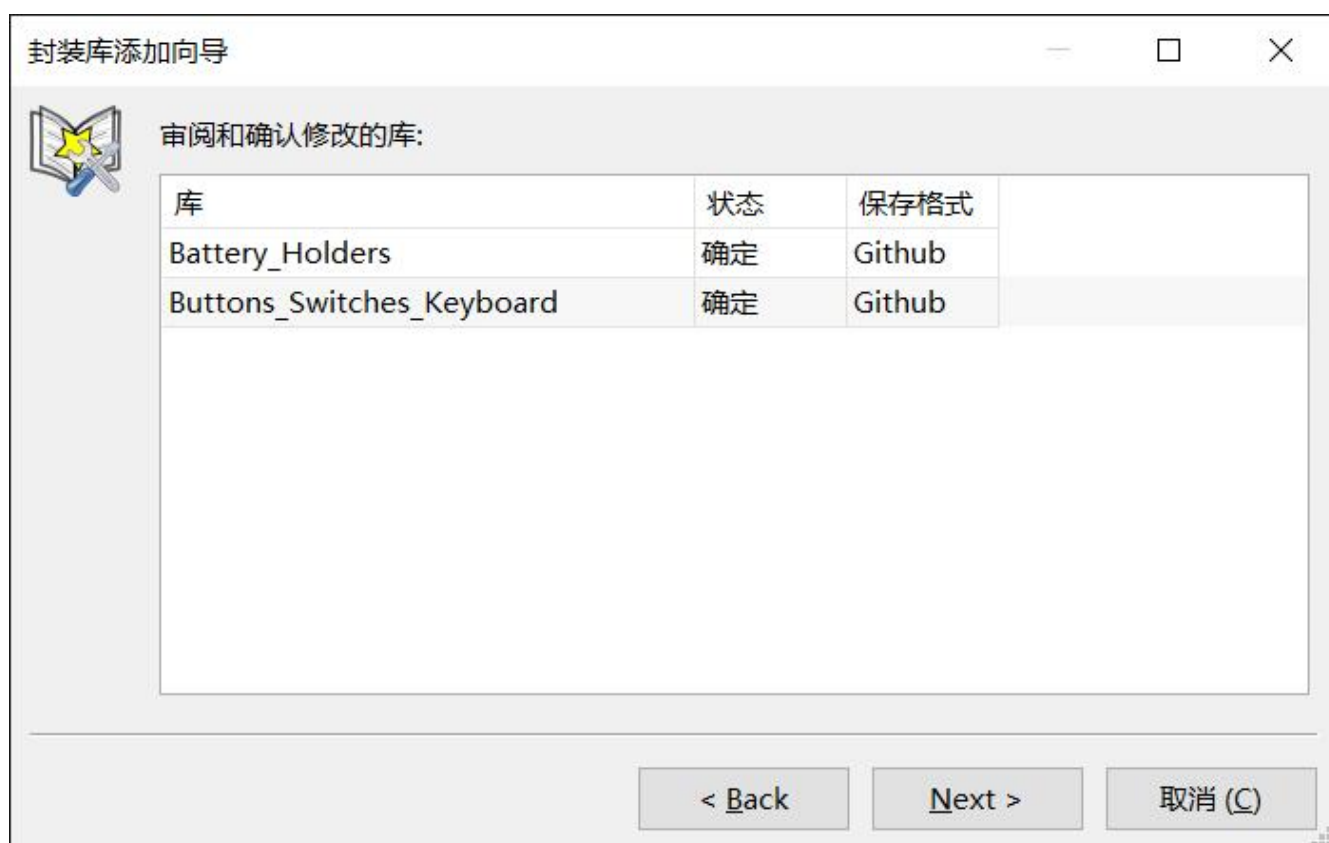 封装库添加向导
审阅和确认修改的库:
库 状态 保存格式
Battery_Holders 确定 Github
Buttons_Switches_Keyboard 确定 Github
< Back Next > 取消 (C)